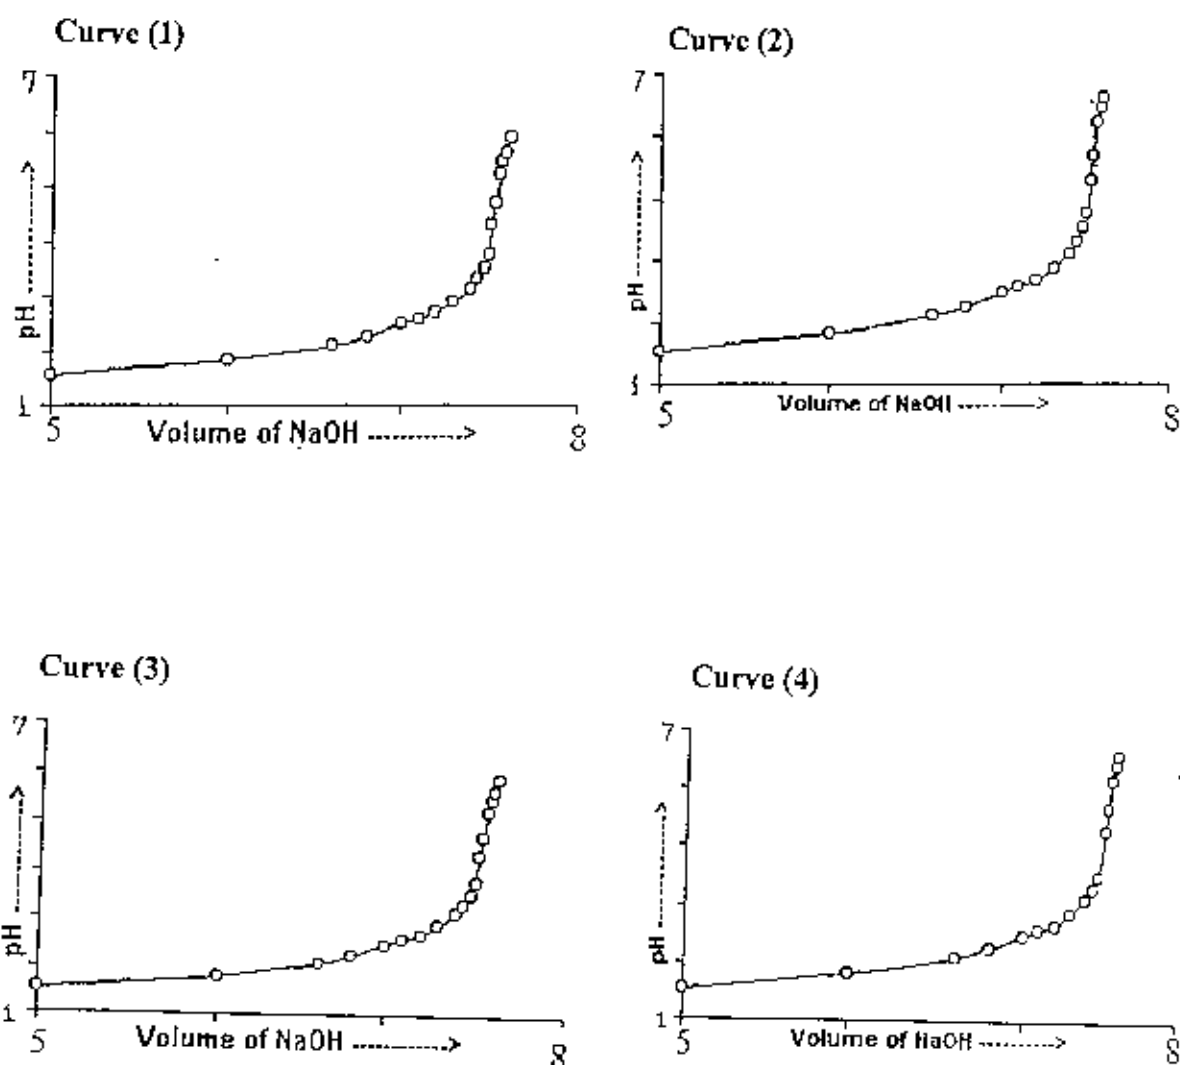 Curve (1)
7
pH
1
5
Volume of NaOH
8
Curve (2)
7
pH
1
5
Volume of NaOH
8
Curve (3)
7
pH
1
5
Volume of NaOH
8
Curve (4)
7
pH
1
5
Volume of NaOH
8